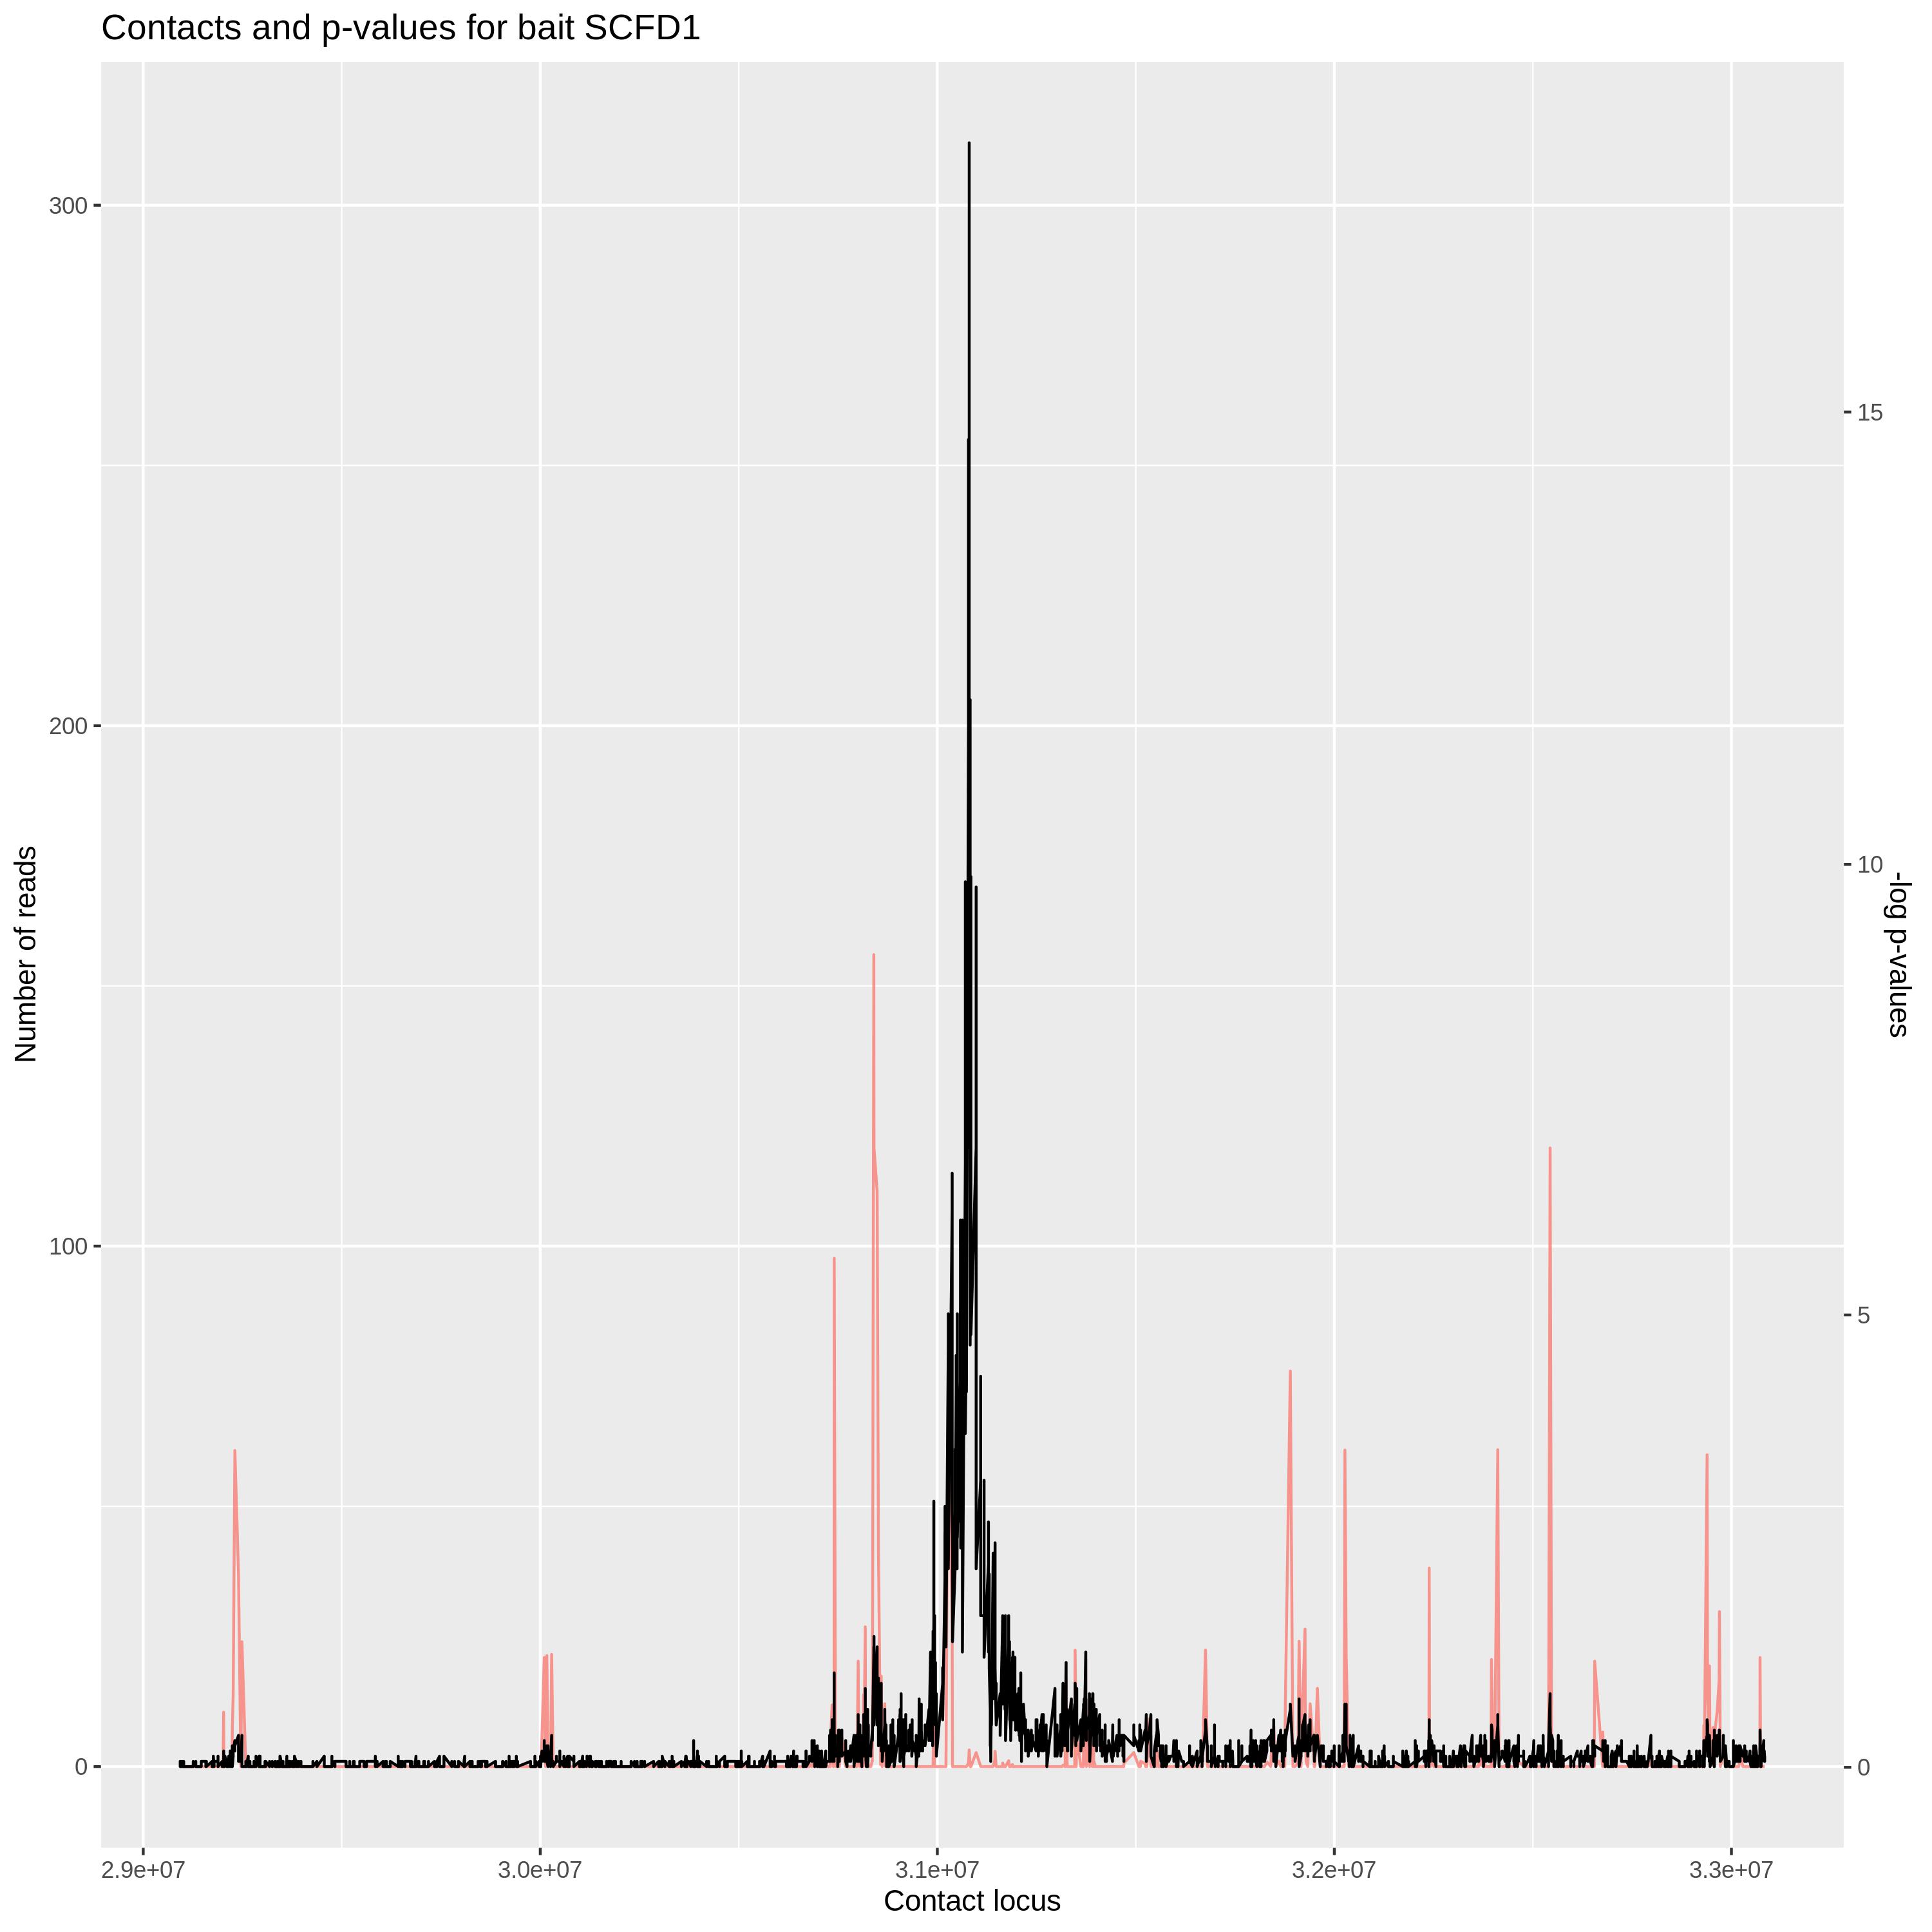 Contacts and p-values for bait SCFD1
Number of reads
300
200
100
0
15
10
5
0
-log p-values
2.9e+07 3.0e+07 3.1e+07 3.2e+07 3.3e+07
Contact locus